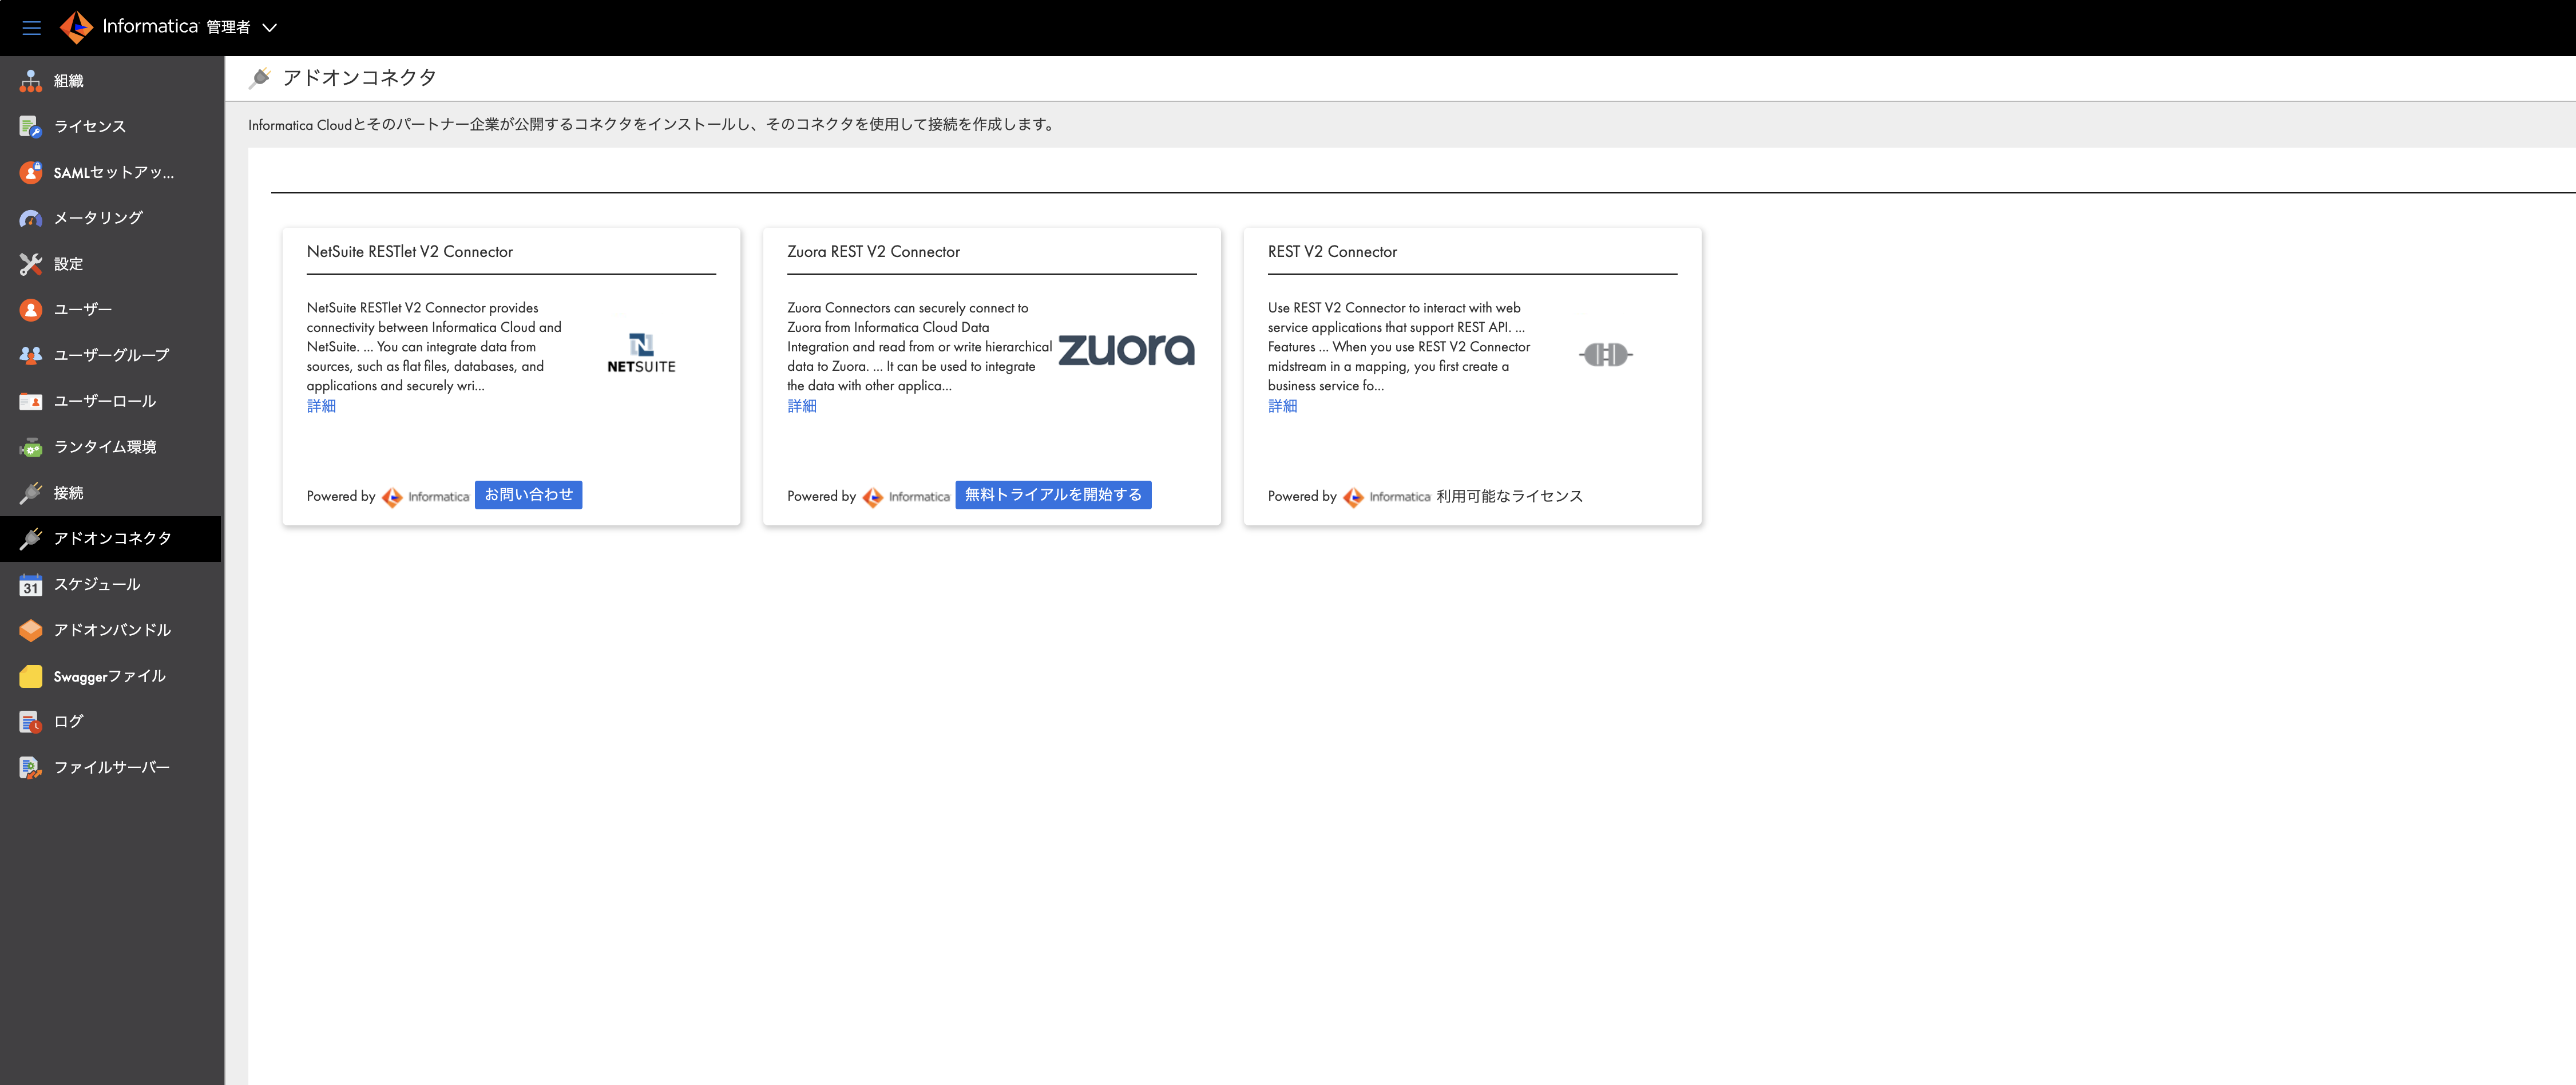 Informatica 管理者
組織
ライセンス
SAMLセットアッ...
メータリング
設定
ユーザー
ユーザーグループ
ユーザーロール
ランタイム環境
接続
アドオンコネクタ
スケジュール
31
アドオンバンドル
Swaggerファイル
ログ
ファイルサーバー
アドオンコネクタ
Informatica Cloudとそのパートナー企業が公開するコネクタをインストールし、そのコネクタを使用して接続を作成します。
NetSuite RESTlet V2 Connector
NetSuite RESTlet V2 Connector provides
connectivity between Informatica Cloud and
NetSuite. ... You can integrate data from
sources, such as flat files, databases, and
applications and securely wri...
詳細
N
NETSUITE
Powered by Informatica お問い合わせ
Zuora REST V2 Connector
Zuora Connectors can securely connect to
Zuora from Informatica Cloud Data
Integration and read from or write hierarchical
data to Zuora. ... It can be used to integrate
the data with other applica...
詳細
zuora
Powered by Informatica 無料トライアルを開始する
REST V2 Connector
Use REST V2 Connector to interact with web
service applications that support REST API. ...
Features ... When you use REST V2 Connector
midstream in a mapping, you first create a
business service fo...
詳細
Powered by Informatica 利用可能なライセンス